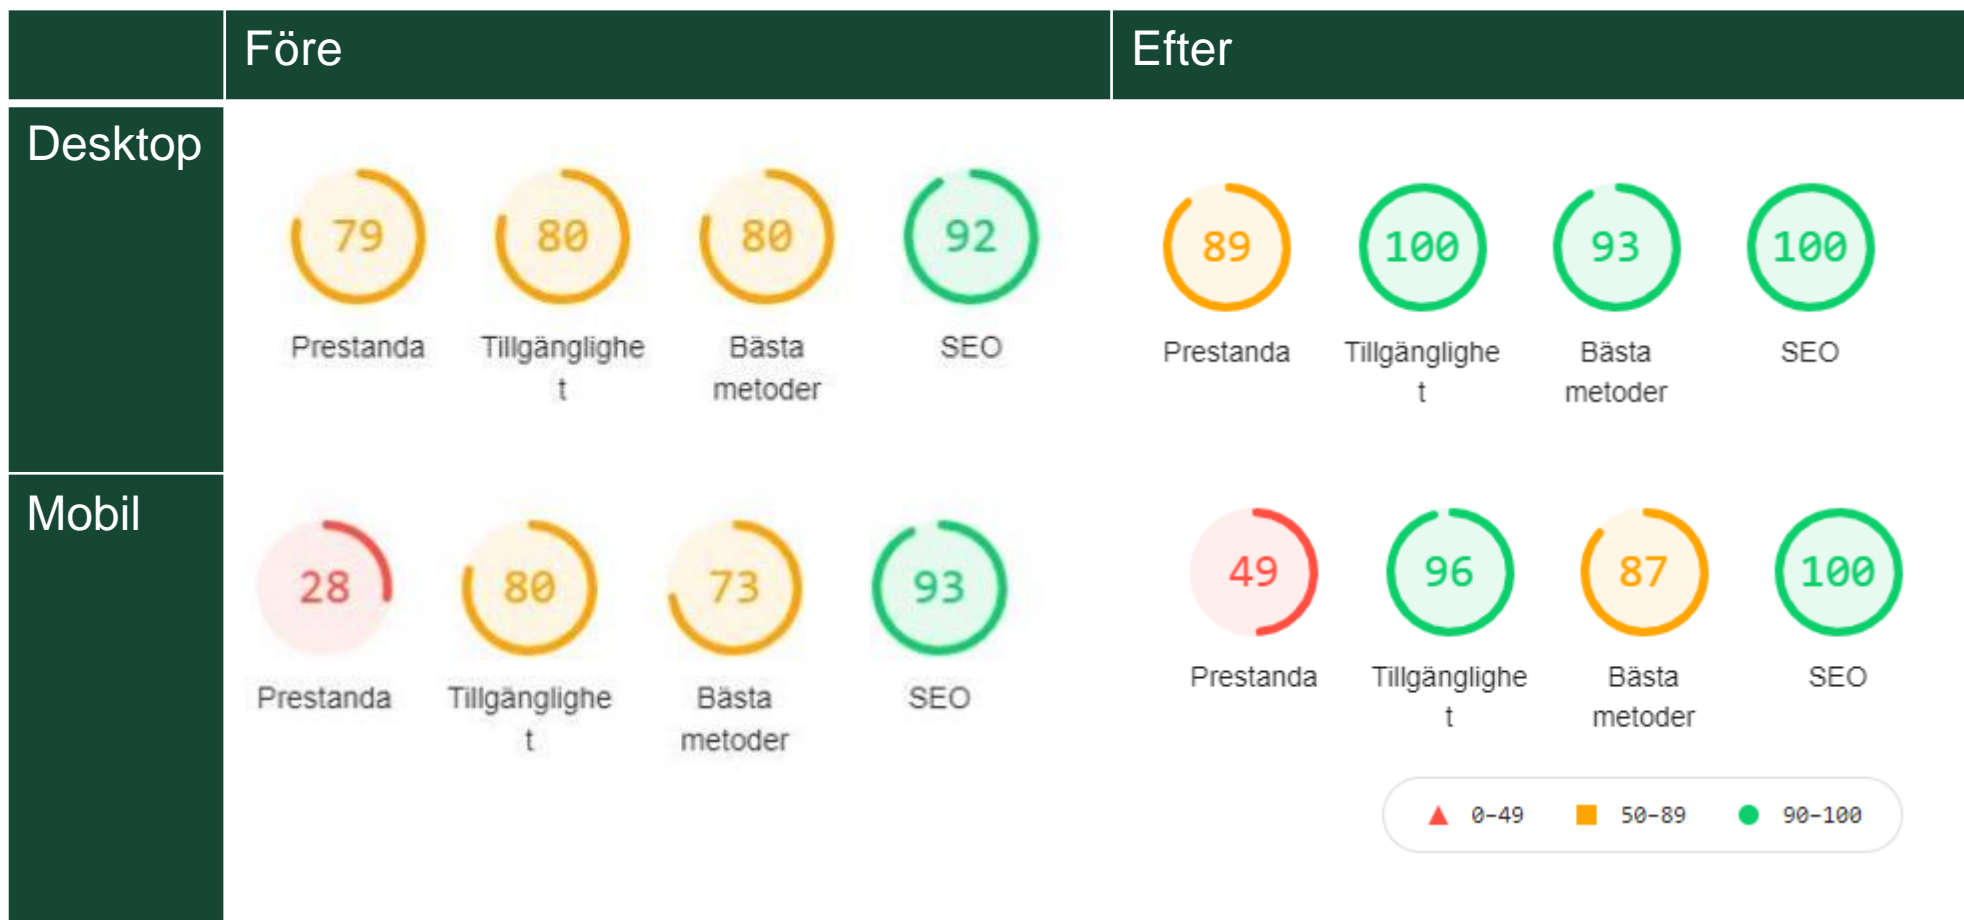 Före
Efter
Desktop
79
80
80
92
Prestanda
Tillgänglighe
t
Bästa
metoder
SEO
89
100
93
100
Prestanda
Tillgänglighe
t
Bästa
metoder
SEO
Mobil
28
80
73
93
Prestanda
Tillgänglighe
t
Bästa
metoder
SEO
49
96
87
100
Prestanda
Tillgänglighe
t
Bästa
metoder
SEO
0–49
50–89
90–100